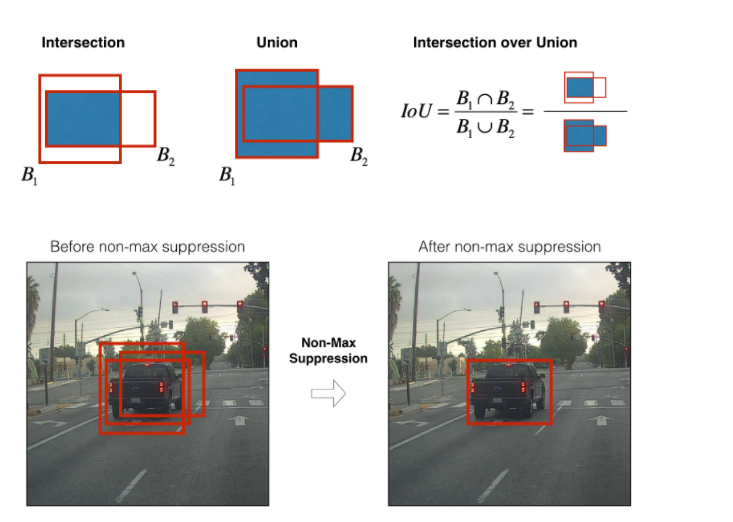 Intersection
Union
Intersection over Union
B₁
B₂
B₁
B₂
IoU = B₁ ∩ B₂ / B₁ ∪ B₂ =
Before non-max suppression
After non-max suppression
Non-Max
Suppression